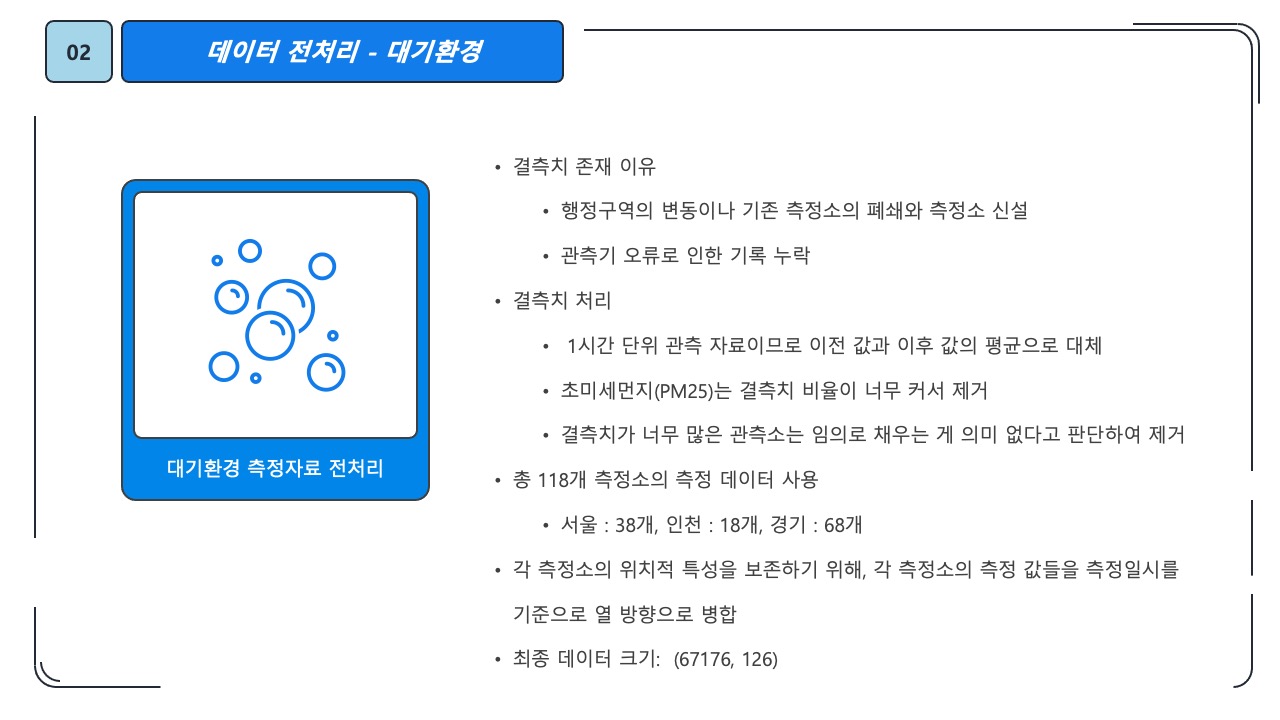 02
데이터 전처리 - 대기환경
대기환경 측정자료 전처리
• 결측치 존재 이유
• 행정구역의 변동이나 기존 측정소의 폐쇄와 측정소 신설
• 관측기 오류로 인한 기록 누락
• 결측치 처리
• 1시간 단위 관측 자료이므로 이전 값과 이후 값의 평균으로 대체
• 초미세먼지(PM25)는 결측치 비율이 너무 커서 제거
• 결측치가 너무 많은 관측소는 임의로 채우는 게 의미 없다고 판단하여 제거
• 총 118개 측정소의 측정 데이터 사용
• 서울 : 38개, 인천 : 18개, 경기 : 68개
• 각 측정소의 위치적 특성을 보존하기 위해, 각 측정소의 측정 값들을 측정일시를
기준으로 열 방향으로 병합
• 최종 데이터 크기: (67176, 126)